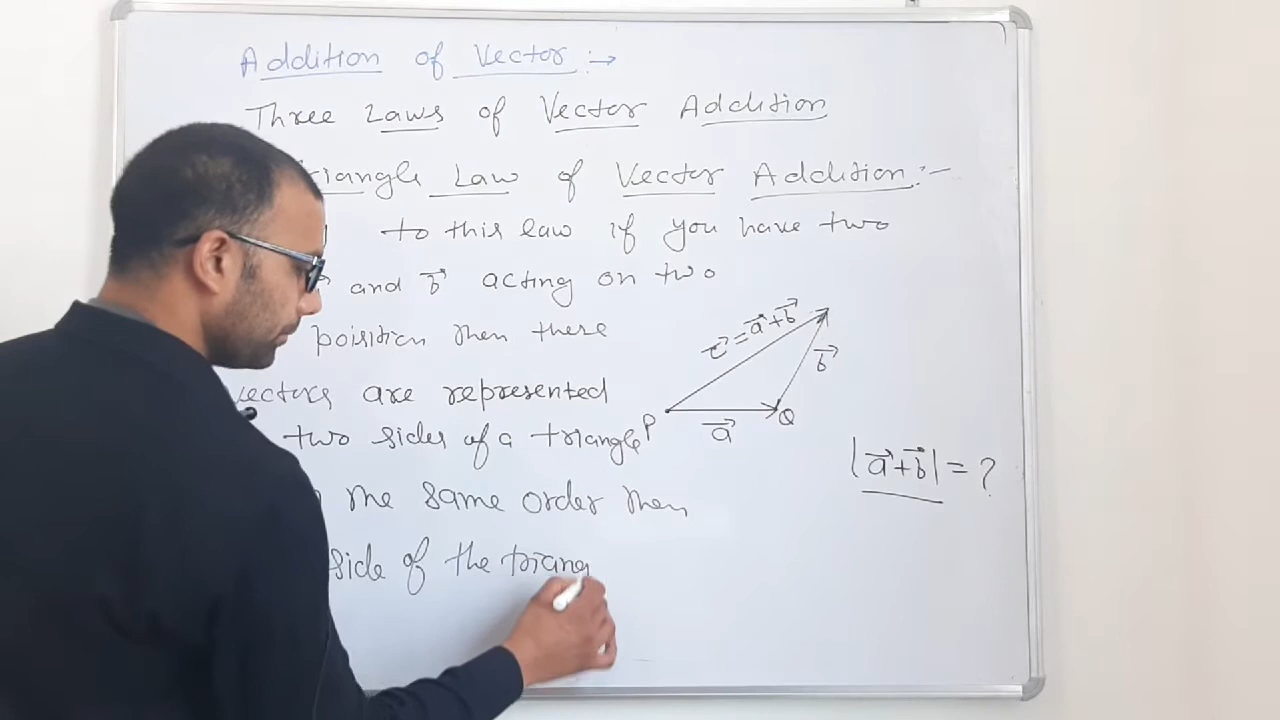 Addition of Vector :→
Three Laws of Vector Addition
Law of Vector Addition :-
to this law if you have two
and b⃗ acting on two
poisition then these
vectors are represented
two sides of a triangle
the same order then
side of the triang
c⃗ = a⃗+b⃗
b⃗
P
a⃗
Q
|a⃗+b⃗| = ?